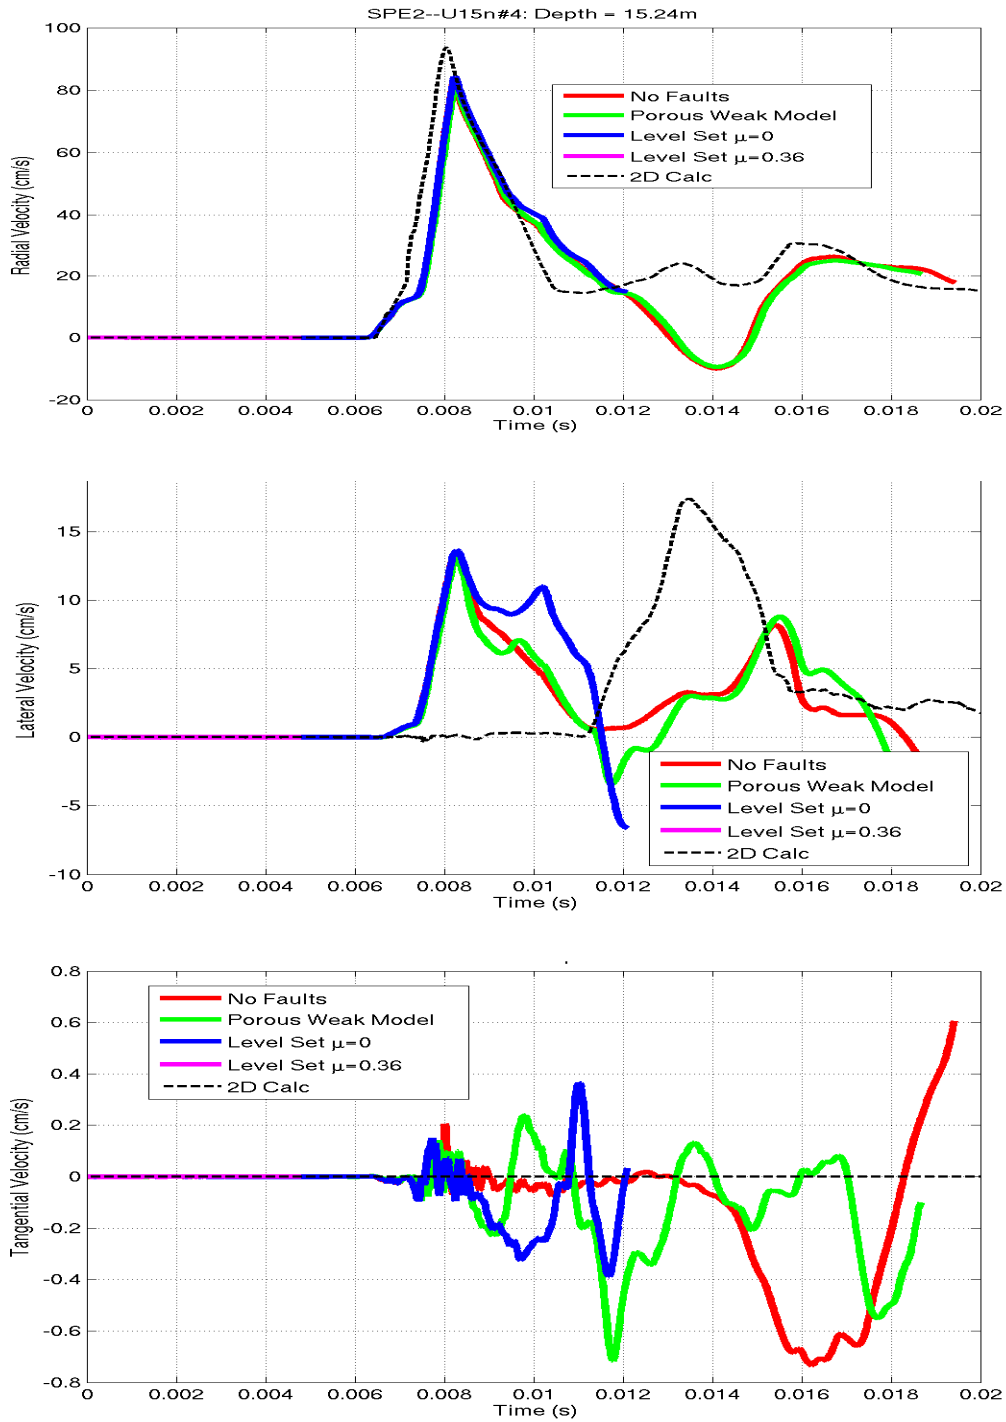 SPE2--U15n#4: Depth = 15.24m
100
80
60
40
20
0
-20
Radial Velocity (cm/s)
No Faults
Porous Weak Model
Level Set µ=0
Level Set µ=0.36
2D Calc
0 0.002 0.004 0.006 0.008 0.01 0.012 0.014 0.016 0.018 0.02
Time (s)
15
10
5
0
-5
-10
Lateral Velocity (cm/s)
No Faults
Porous Weak Model
Level Set µ=0
Level Set µ=0.36
2D Calc
0 0.002 0.004 0.006 0.008 0.01 0.012 0.014 0.016 0.018 0.02
Time (s)
0.8
0.6
0.4
0.2
0
-0.2
-0.4
-0.6
-0.8
Tangential Velocity (cm/s)
No Faults
Porous Weak Model
Level Set µ=0
Level Set µ=0.36
2D Calc
0 0.002 0.004 0.006 0.008 0.01 0.012 0.014 0.016 0.018 0.02
Time (s)